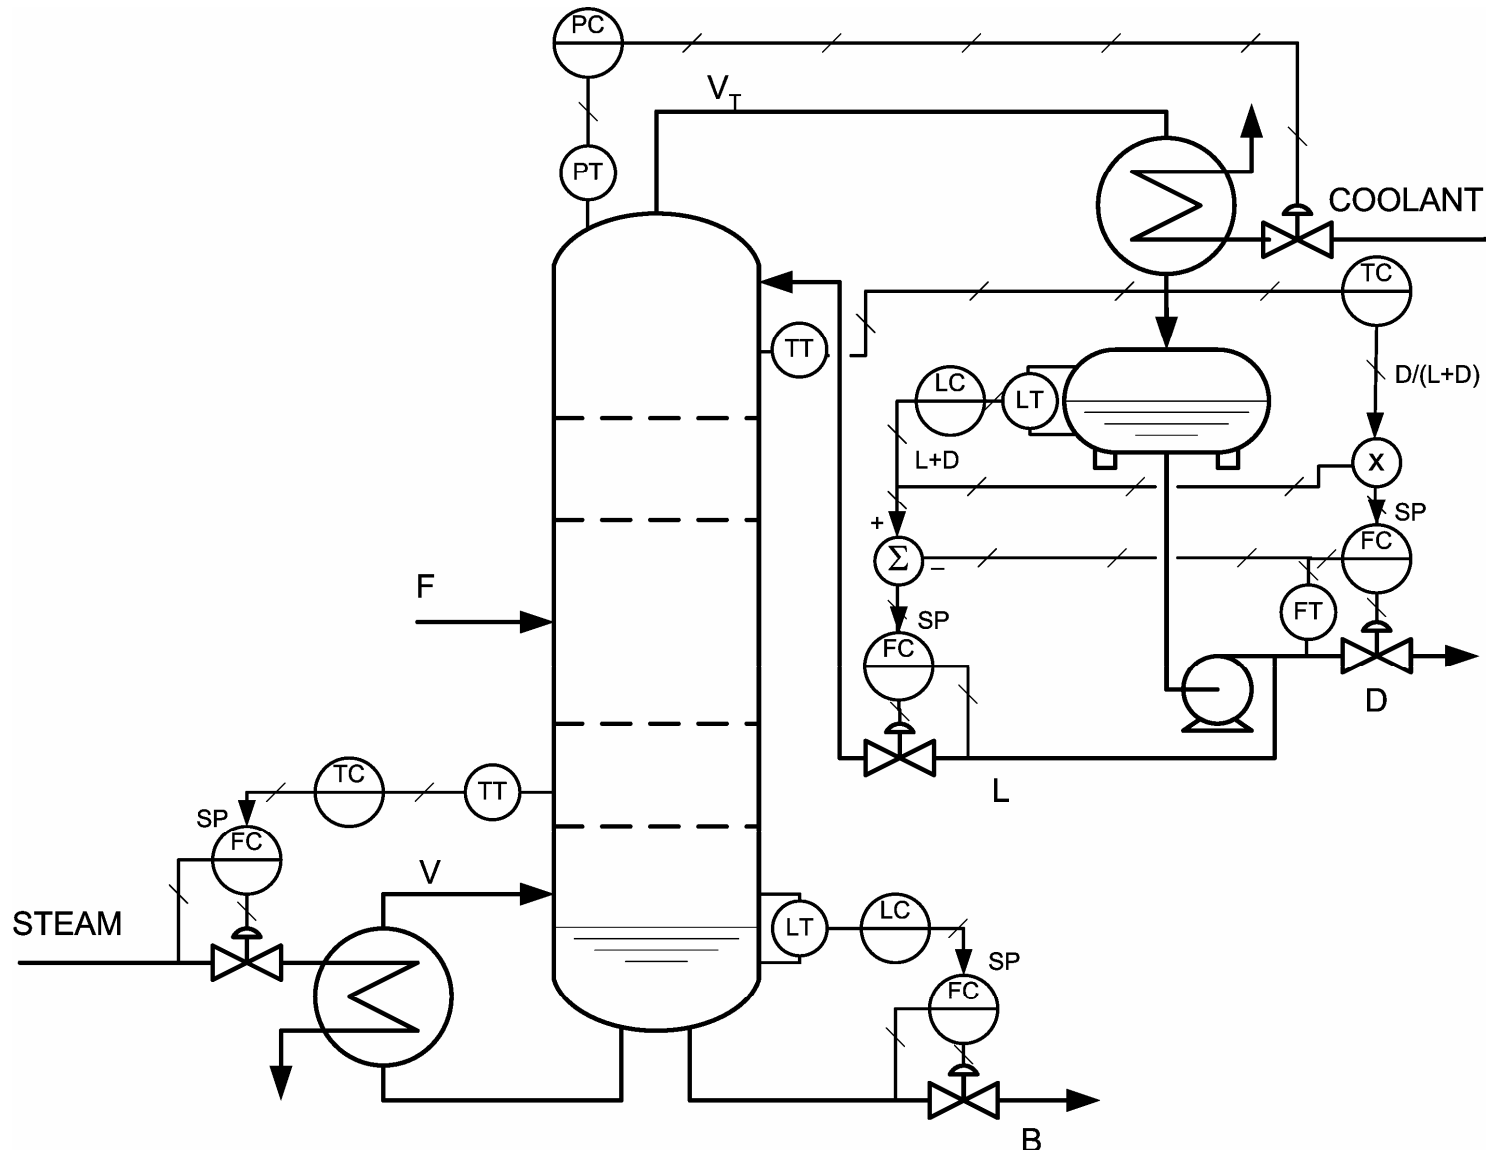 PC
V_T
PT
COOLANT
TC
TT
LC
LT
D/(L+D)
L+D
X
SP
+
FC
Σ
–
F
FT
SP
FC
D
TC
TT
L
SP
FC
V
LC
STEAM
LT
SP
FC
B